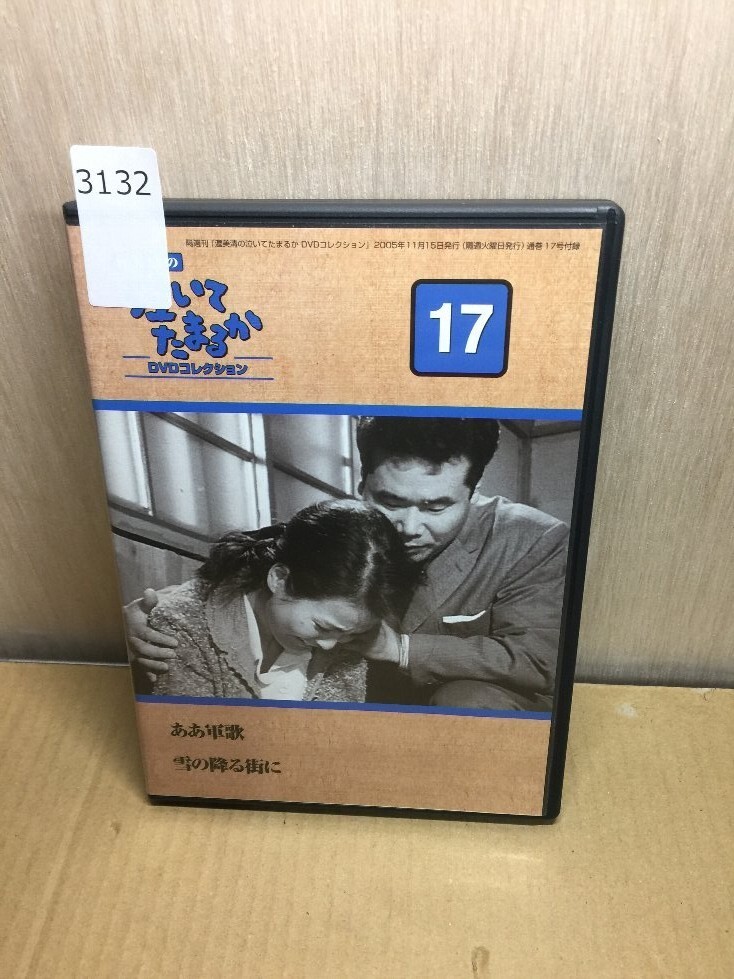 3132
隔週刊「渥美清の泣いてたまるか DVDコレクション」 2005年11月15日発行(隔週火曜日発行)通巻 17号付録
の
泣いて
たまるか
DVDコレクション
17
ああ軍歌
雪の降る街に